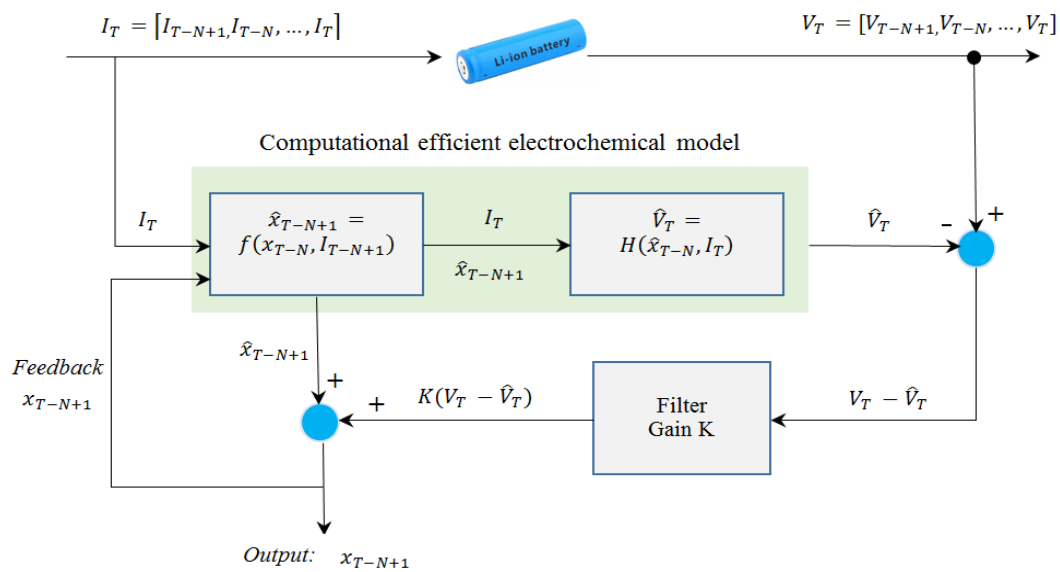 I_T = [I_{T−N+1,}I_{T−N}, …, I_T]
V_T = [V_{T−N+1,}V_{T−N}, …, V_T]
Li-ion battery
Computational efficient electrochemical model
I_T
x̂_{T−N+1} =
f(x_{T−N}, I_{T−N+1})
I_T
x̂_{T−N+1}
V̂_T =
H(x̂_{T−N}, I_T)
V̂_T
-
+
x̂_{T−N+1}
+
Feedback
x_{T−N+1}
+
K(V_T − V̂_T)
Filter
Gain K
V_T − V̂_T
Output: x_{T−N+1}